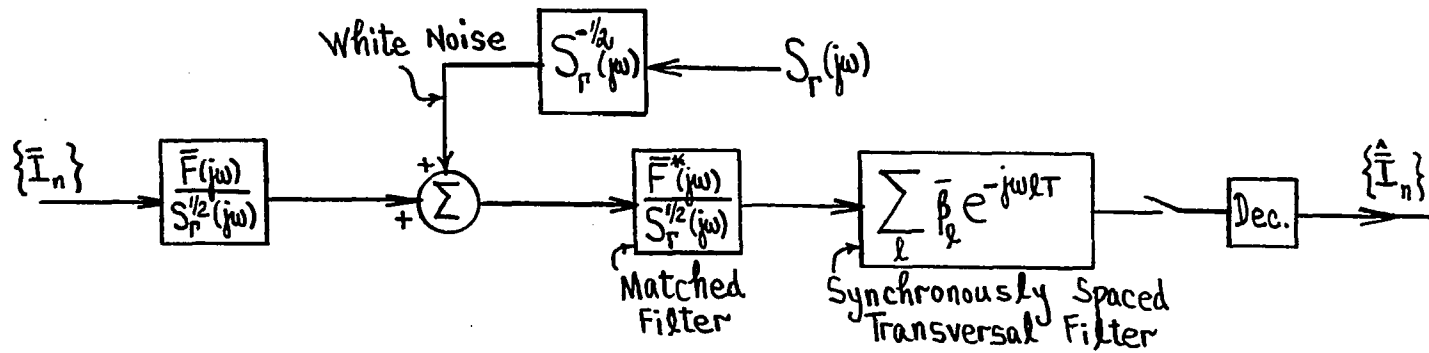 White Noise
S_r^{-1/2}(jω)
S_r(jω)
{Ī_n}
F̄(jω) / S_r^{1/2}(jω)
+
+
Σ
F̄*(jω) / S_r^{1/2}(jω)
Σ_ℓ β̄_ℓ e^{-jωℓT}
Dec.
{Ī̂_n}
Matched
Filter
Synchronously Spaced
Transversal Filter